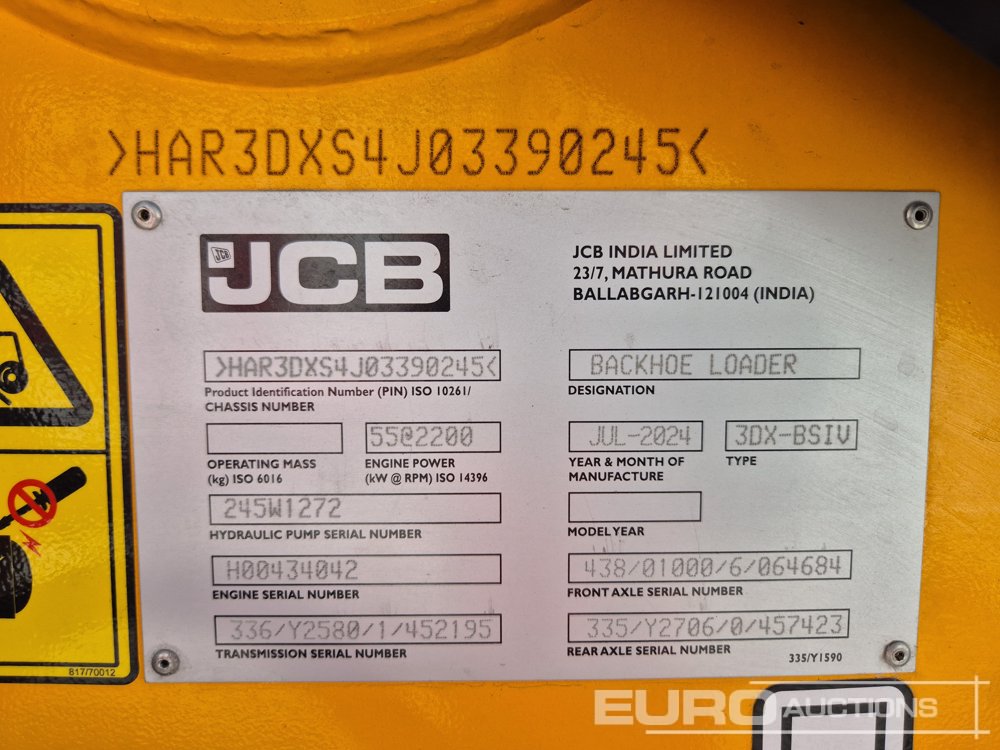 >HAR3DXS4J03390245<
JCB
JCB
JCB INDIA LIMITED
23/7, MATHURA ROAD
BALLABGARH-121004 (INDIA)
>HAR3DXS4J03390245<
Product Identification Number (PIN) ISO 10261/
CHASSIS NUMBER
BACKHOE LOADER
DESIGNATION
OPERATING MASS
(kg) ISO 6016
55@2200
ENGINE POWER
(kW @ RPM) ISO 14396
JUL-2024
YEAR & MONTH OF
MANUFACTURE
3DX-BSIV
TYPE
245W1272
HYDRAULIC PUMP SERIAL NUMBER
MODEL YEAR
H00434042
ENGINE SERIAL NUMBER
438/01000/6/064684
FRONT AXLE SERIAL NUMBER
336/Y2580/1/452195
TRANSMISSION SERIAL NUMBER
335/Y2706/0/457423
REAR AXLE SERIAL NUMBER
335/Y1590
817/70012
EURO AUCTIONS